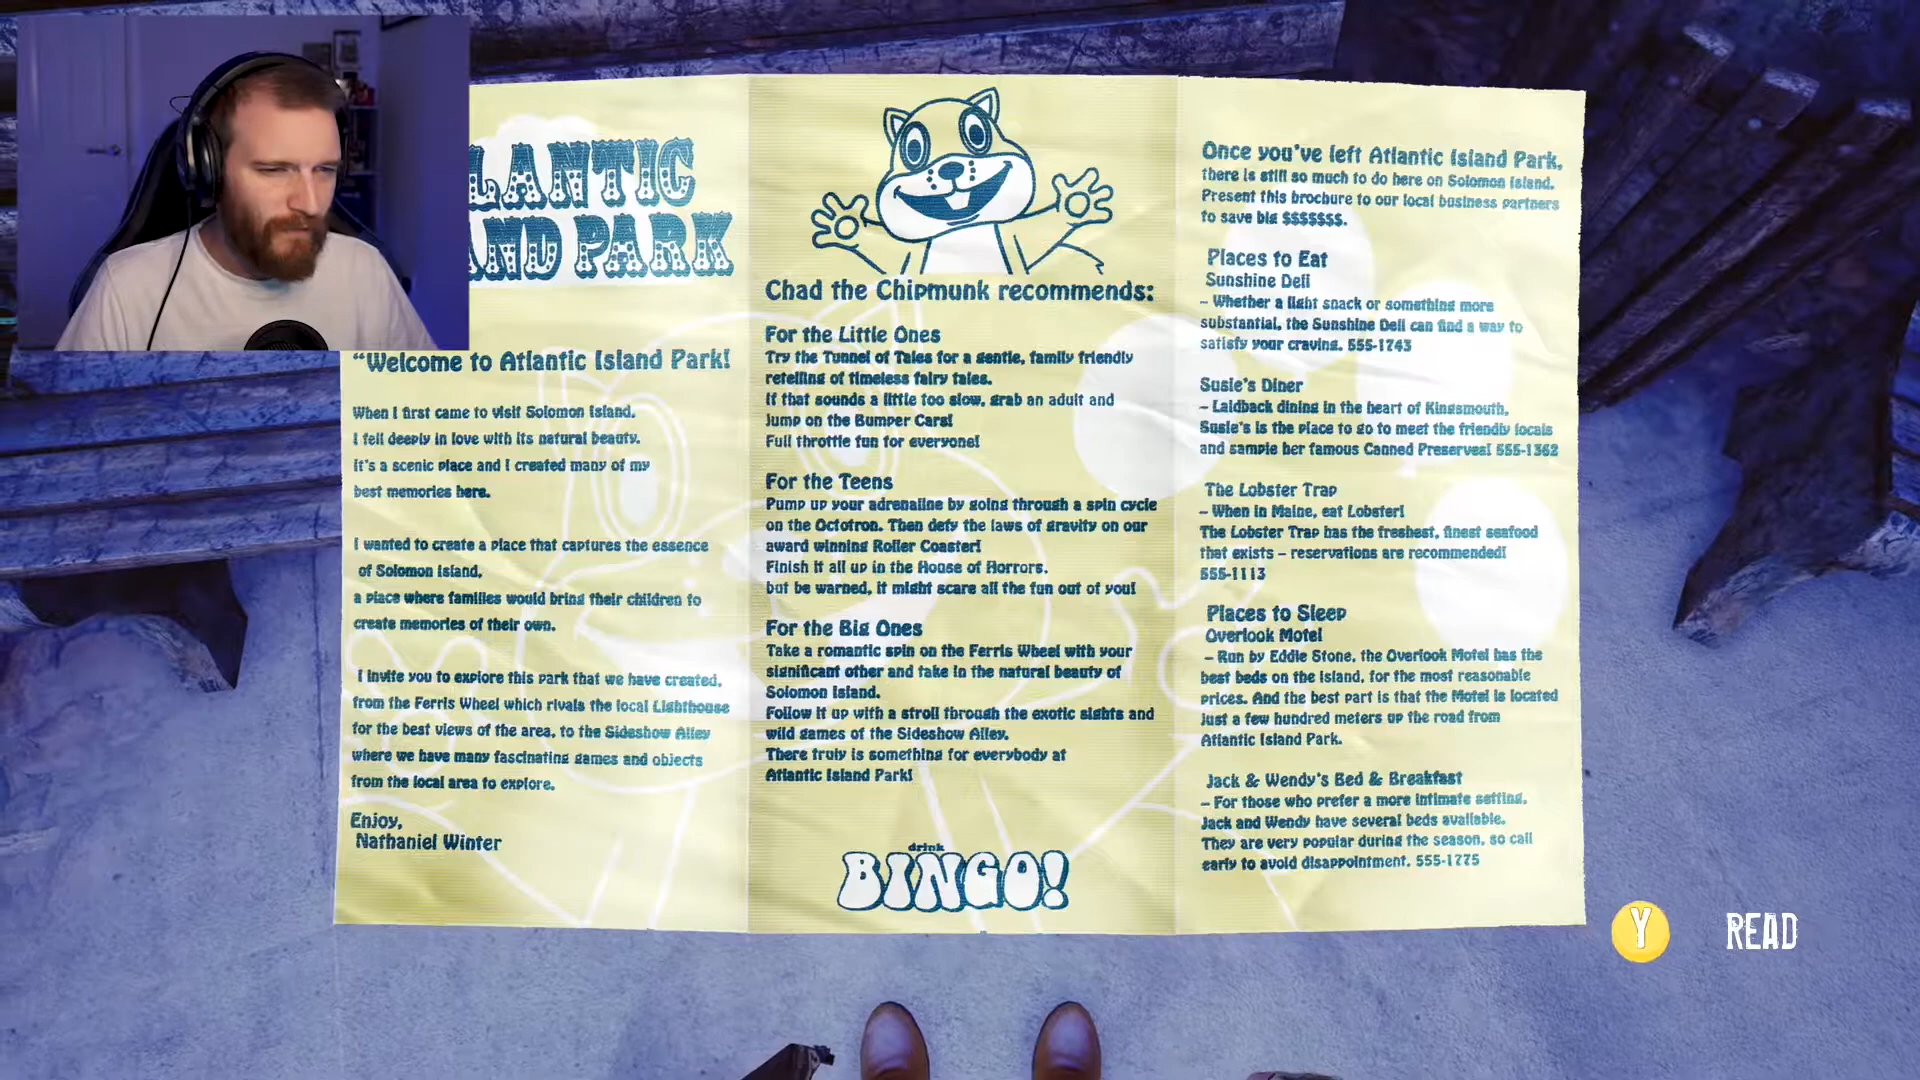 LANTIC
AND PARK
"Welcome to Atlantic Island Park!
When I first came to visit Solomon Island,
I fell deeply in love with its natural beauty.
It's a scenic place and I created many of my
best memories here.
I wanted to create a place that captures the essence
of Solomon Island,
a place where families would bring their children to
create memories of their own.
I invite you to explore this park that we have created,
from the Ferris Wheel which rivals the local Lighthouse
for the best views of the area, to the Sideshow Alley
where we have many fascinating games and objects
from the local area to explore.
Enjoy,
Nathaniel Winter
Chad the Chipmunk recommends:
For the Little Ones
Try the Tunnel of Tales for a gentle, family friendly
retelling of timeless fairy tales.
If that sounds a little too slow, grab an adult and
jump on the Bumper Cars!
Full throttle fun for everyone!
For the Teens
Pump up your adrenaline by going through a spin cycle
on the Octotron. Then defy the laws of gravity on our
award winning Roller Coaster!
Finish it all up in the House of Horrors,
but be warned, it might scare all the fun out of you!
For the Big Ones
Take a romantic spin on the Ferris Wheel with your
significant other and take in the natural beauty of
Solomon Island.
Follow it up with a stroll through the exotic sights and
wild games of the Sideshow Alley.
There truly is something for everybody at
Atlantic Island Park!
drink
BINGO!
Once you've left Atlantic Island Park,
there is still so much to do here on Solomon Island.
Present this brochure to our local business partners
to save big $$$$$$$.
Places to Eat
Sunshine Deli
- Whether a light snack or something more
substantial, the Sunshine Deli can find a way to
satisfy your craving. 555-1743
Susie's Diner
- Laidback dining in the heart of Kingsmouth,
Susie's is the place to go to meet the friendly locals
and sample her famous Canned Preserves! 555-1362
The Lobster Trap
- When in Maine, eat Lobster!
The Lobster Trap has the freshest, finest seafood
that exists - reservations are recommended!
555-1113
Places to Sleep
Overlook Motel
- Run by Eddie Stone, the Overlook Motel has the
best beds on the Island, for the most reasonable
prices. And the best part is that the Motel is located
just a few hundred meters up the road from
Atlantic Island Park.
Jack & Wendy's Bed & Breakfast
- For those who prefer a more intimate setting,
Jack and Wendy have several beds available.
They are very popular during the season, so call
early to avoid disappointment. 555-1775
Y READ